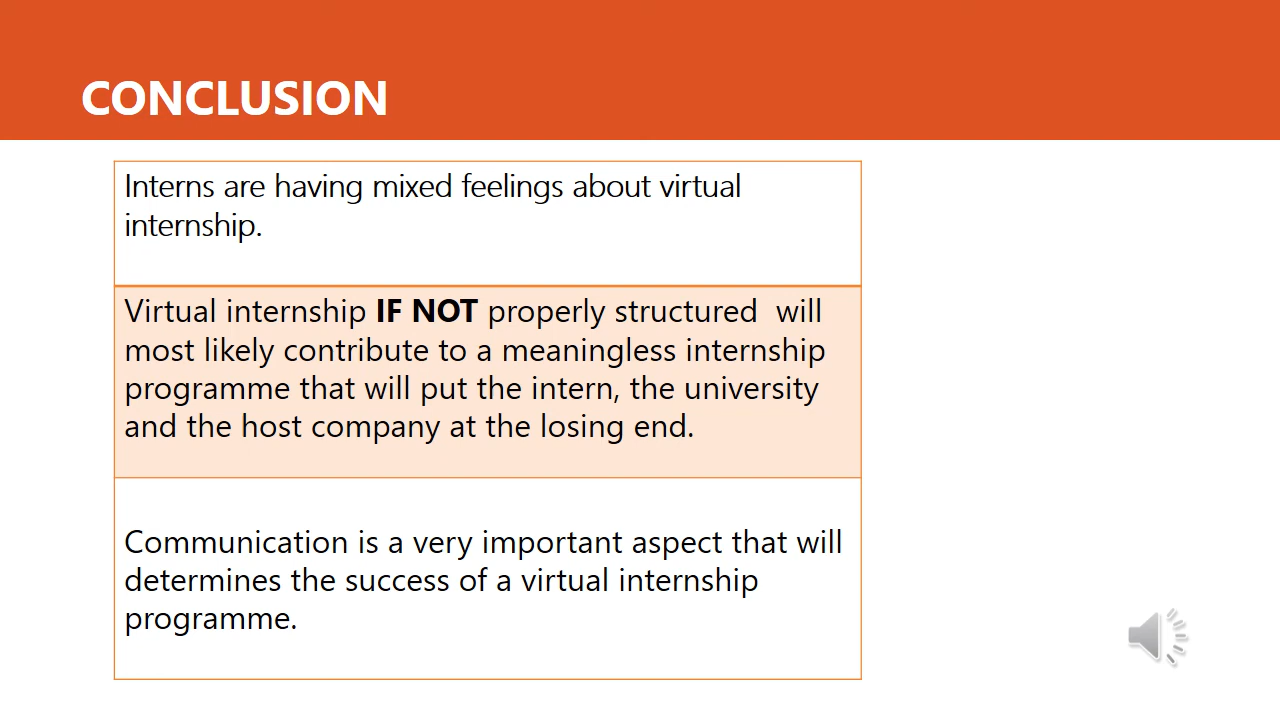 CONCLUSION
Interns are having mixed feelings about virtual
internship.
Virtual internship IF NOT properly structured  will
most likely contribute to a meaningless internship
programme that will put the intern, the university
and the host company at the losing end.
Communication is a very important aspect that will
determines the success of a virtual internship
programme.